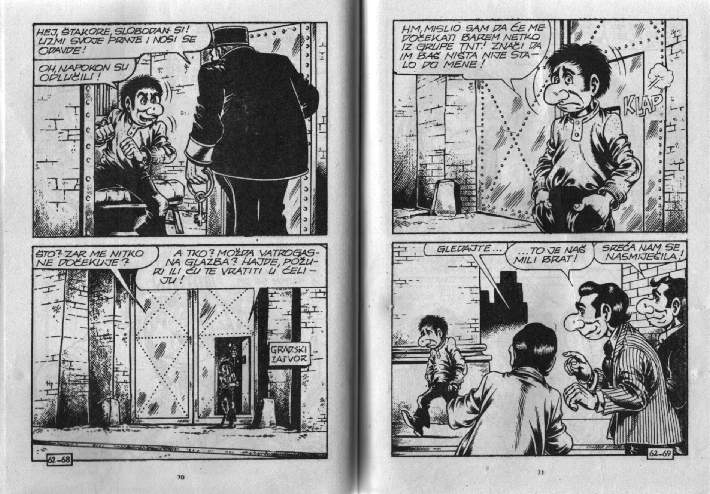 HEJ, ŠTAKORE, SLOBODAN SI!
UZMI SVOJE PRNJE I NOSI SE
ODAVDE!
OH, NAPOKON SU
ODLUČILI!
ŠTO? ZAR ME NITKO
NE DOČEKUJE?
A TKO? MOŽDA VATROGAS-
NA GLAZBA? HAJDE, POŽU-
RI ILI ĆU TE VRATITI U ĆELI-
JU!
GRADSKI
ZATVOR
62-68
70
HM, MISLIO SAM DA ĆE ME
DOČEKATI BAREM NETKO
IZ GRUPE TNT! ZNAČI DA
IM BAŠ NIŠTA NIJE STA-
LO DO MENE!
KLAP
GLEDAJTE...
...TO JE NAŠ
MILI BRAT!
SREĆA NAM SE
NASMIJEŠILA!
62-69
71